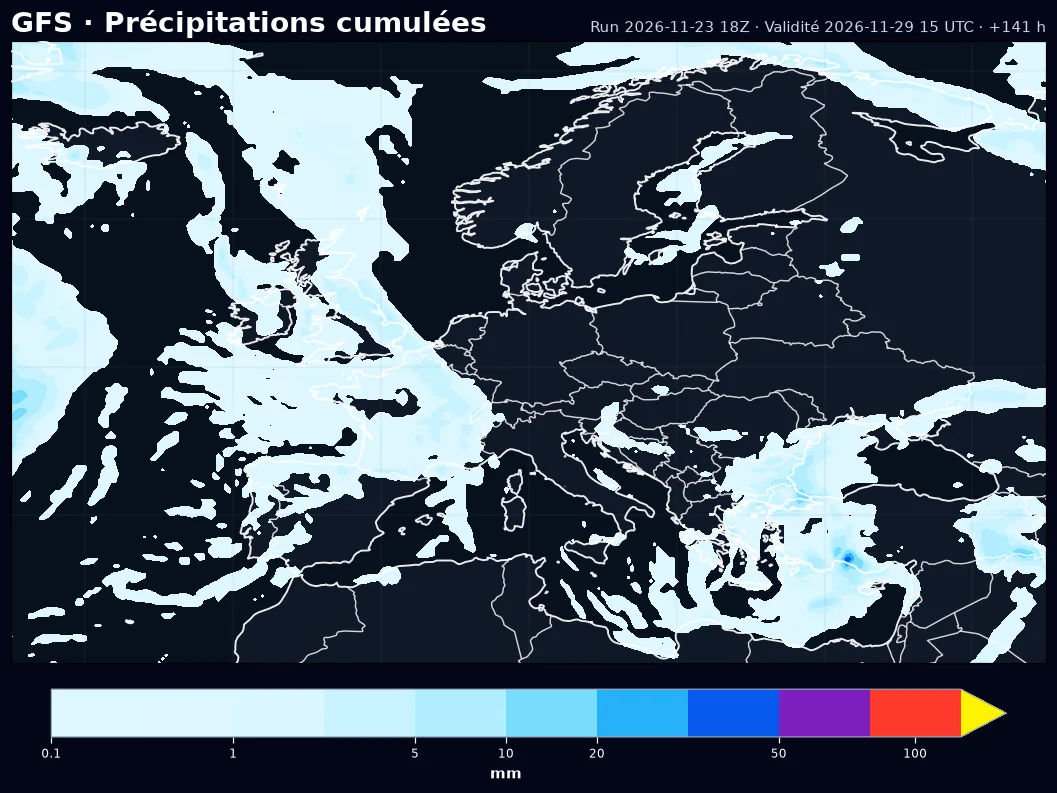 GFS · Précipitations cumulées
Run 2026-11-23 18Z · Validité 2026-11-29 15 UTC · +141 h
0.1 1 5 10 20 50 100
mm